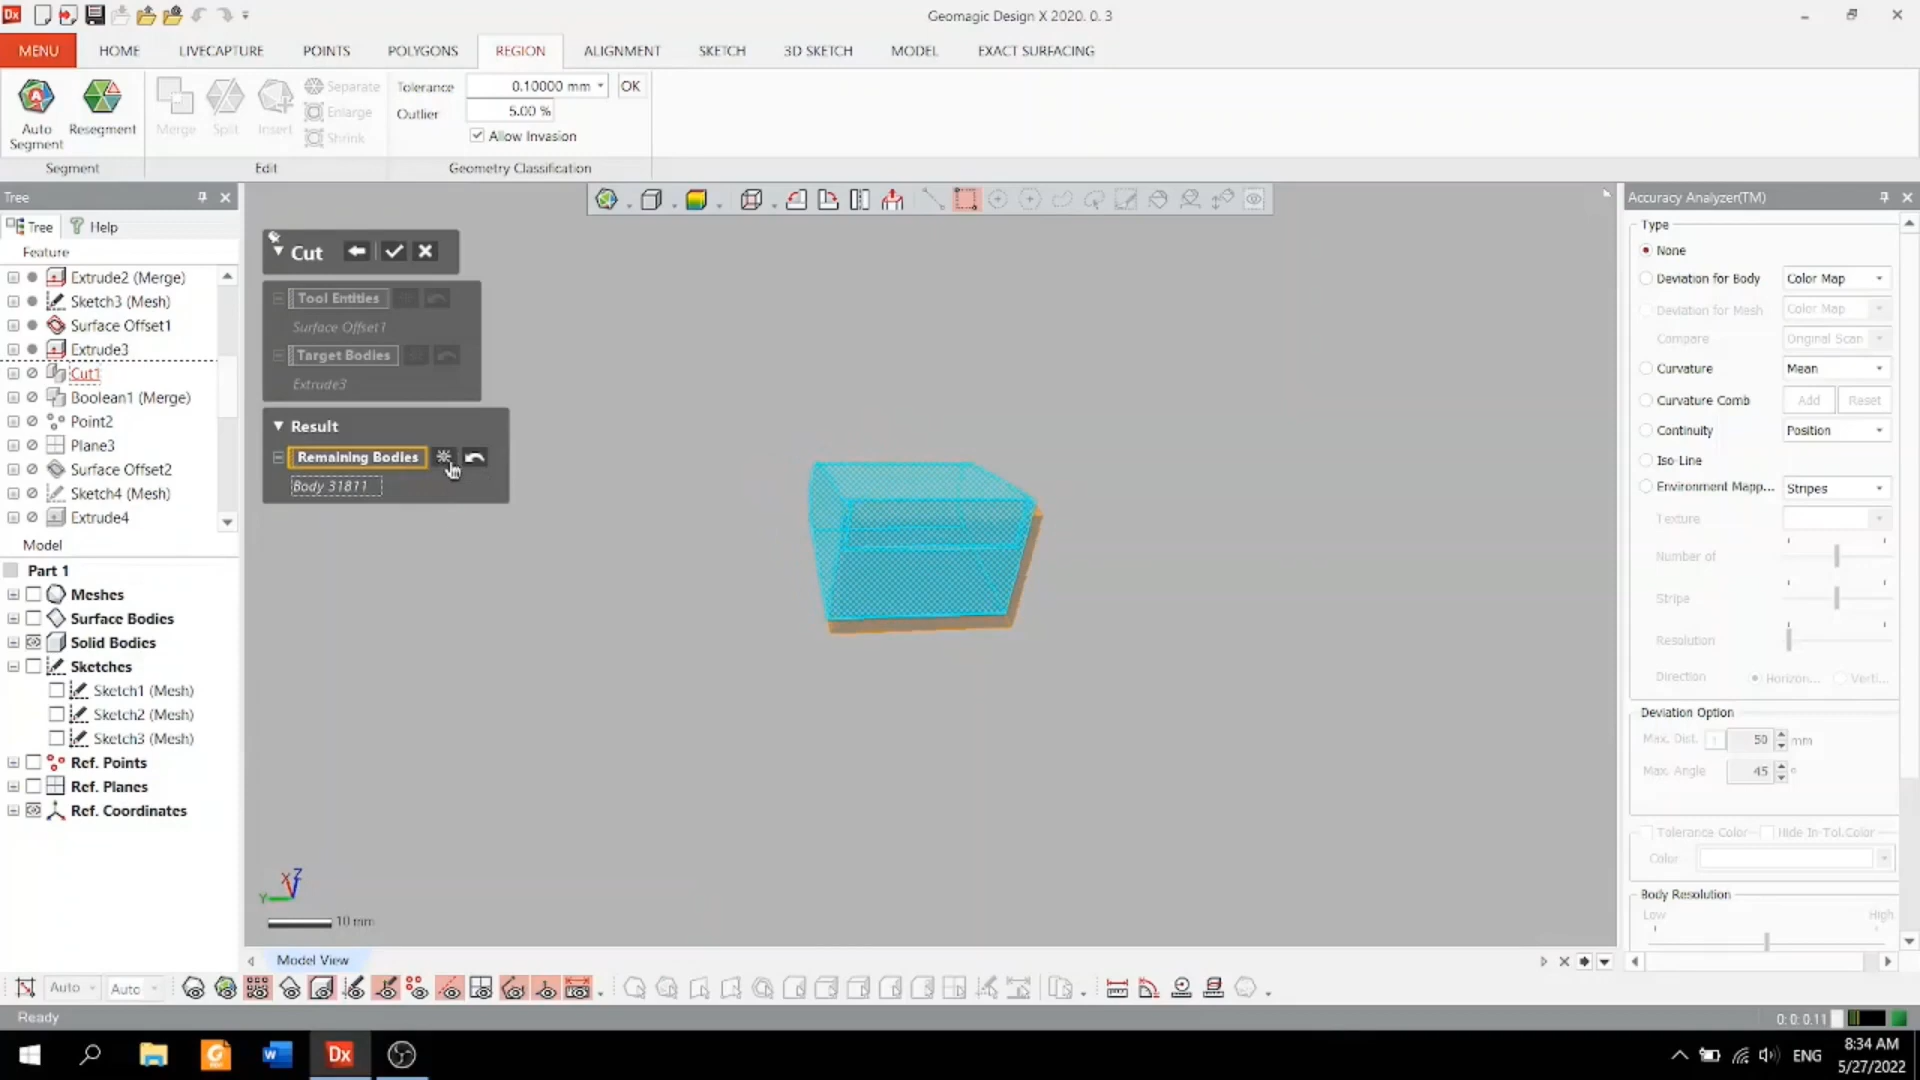 Dx
Geomagic Design X 2020. 0. 3
MENU HOME LIVECAPTURE POINTS POLYGONS REGION ALIGNMENT SKETCH 3D SKETCH MODEL EXACT SURFACING
Auto Segment
Resegment
Merge
Split
Insert
Separate
Enlarge
Shrink
Tolerance 0.10000 mm OK
Outlier 5.00 %
Allow Invasion
Segment Edit Geometry Classification
Tree
Tree Help
Feature
Extrude2 (Merge)
Sketch3 (Mesh)
Surface Offset1
Extrude3
Cut1
Boolean1 (Merge)
Point2
Plane3
Surface Offset2
Sketch4 (Mesh)
Extrude4
Model
Part 1
Meshes
Surface Bodies
Solid Bodies
Sketches
Sketch1 (Mesh)
Sketch2 (Mesh)
Sketch3 (Mesh)
Ref. Points
Ref. Planes
Ref. Coordinates
Cut
Tool Entities
Surface Offset1
Target Bodies
Extrude3
Result
Remaining Bodies
Body 31811
X Z
Y
10 mm
Model View
Accuracy Analyzer(TM)
Type
None
Deviation for Body Color Map
Deviation for Mesh Color Map
Compare Original Scan
Curvature Mean
Curvature Comb Add Reset
Continuity Position
Iso-Line
Environment Mapp... Stripes
Texture
Number of
Stripe
Resolution
Direction Horizon... Verti...
Deviation Option
Max. Dist. 50 mm
Max. Angle 45 °
Tolerance Color Hide In-Tol.Color
Color
Body Resolution
Low High
Auto Auto
Ready
0: 0: 0.11
Dx
ENG
8:34 AM
5/27/2022